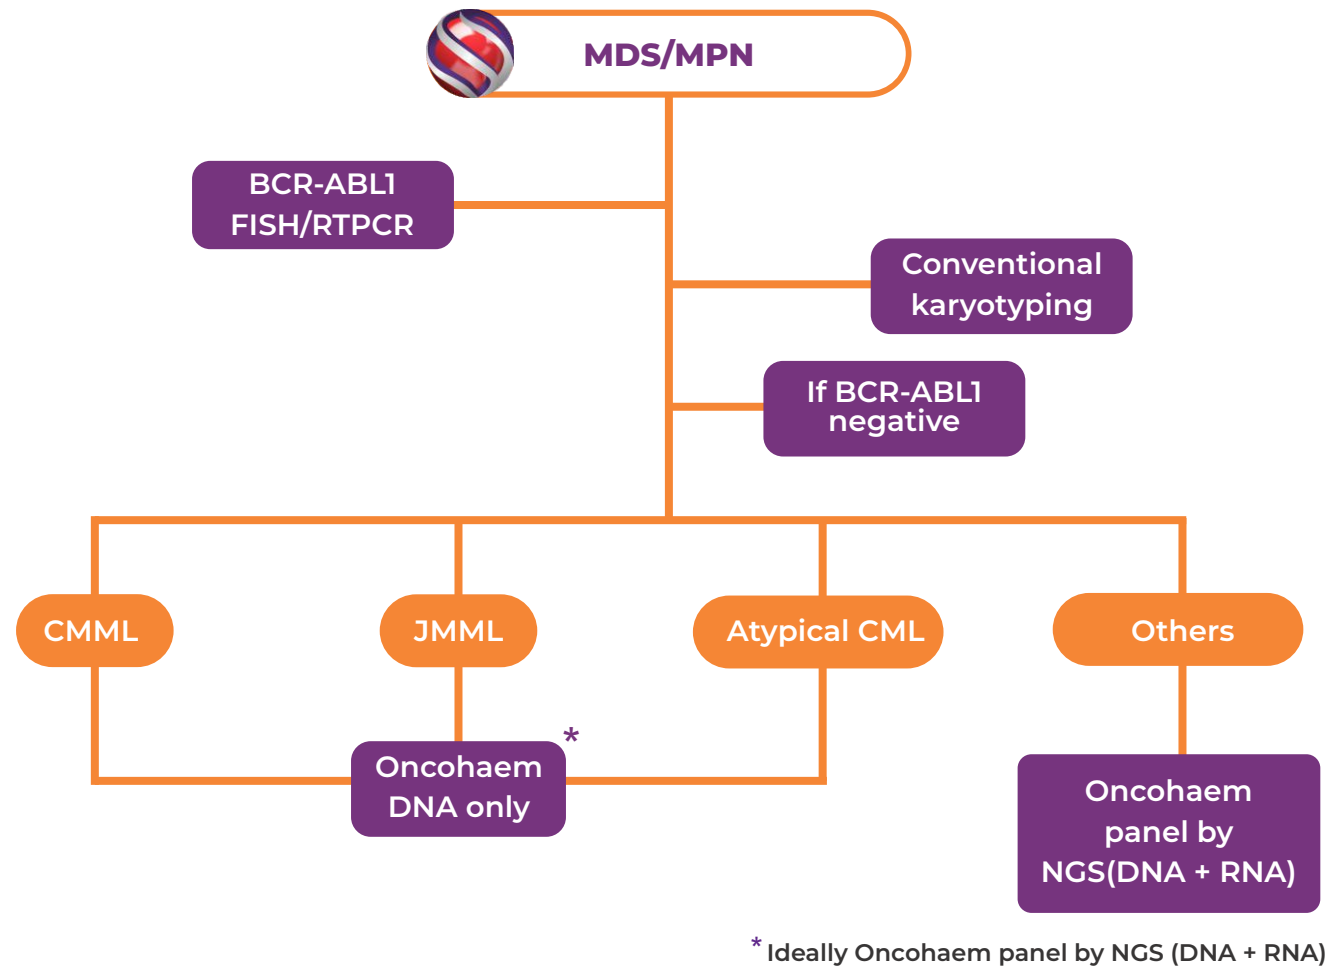 MDS/MPN
BCR-ABL1
FISH/RTPCR
Conventional
karyotyping
If BCR-ABL1
negative
CMML
JMML
Atypical CML
Others
*
Oncohaem
DNA only
Oncohaem
panel by
NGS(DNA + RNA)
* Ideally Oncohaem panel by NGS (DNA + RNA)